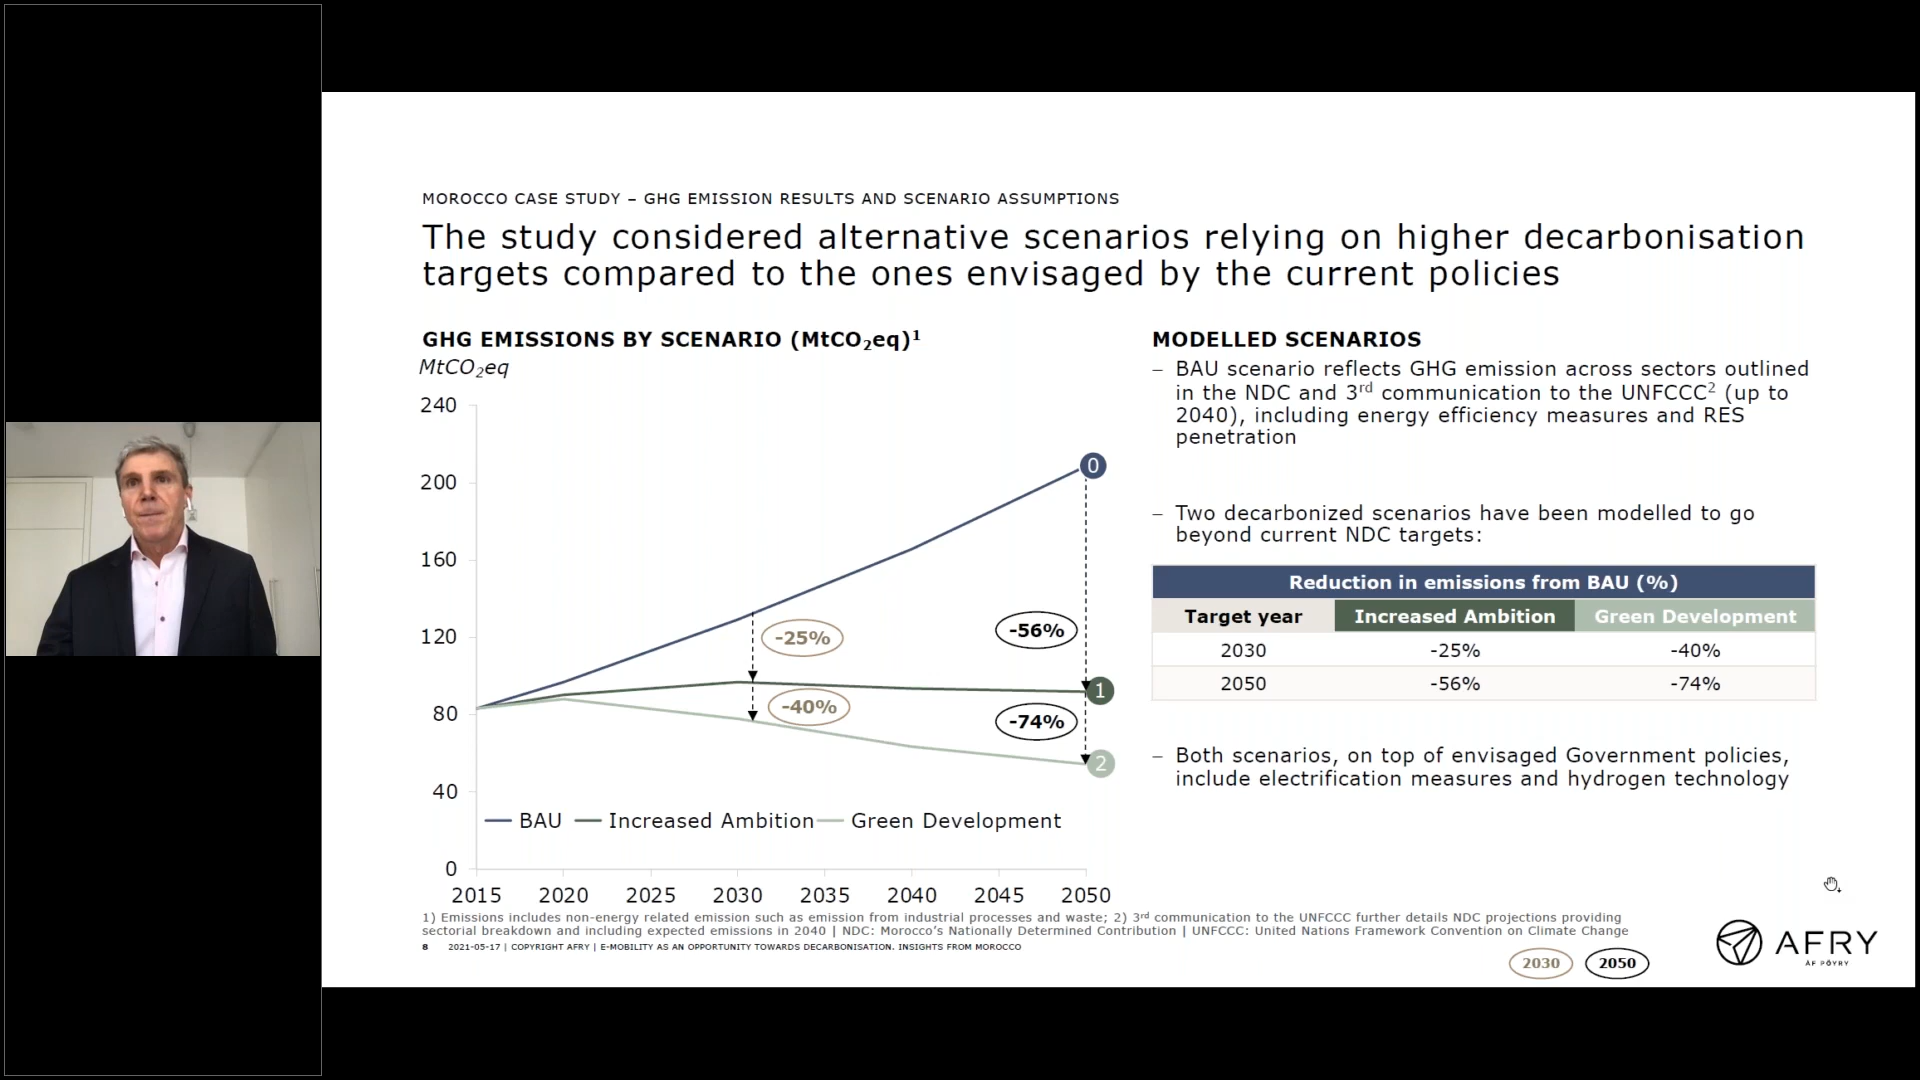 MOROCCO CASE STUDY – GHG EMISSION RESULTS AND SCENARIO ASSUMPTIONS
The study considered alternative scenarios relying on higher decarbonisation
targets compared to the ones envisaged by the current policies
GHG EMISSIONS BY SCENARIO (MtCO₂eq)¹
MtCO₂eq
240
200
160
120
80
40
0
2015 2020 2025 2030 2035 2040 2045 2050
0
1
2
-25%
-40%
-56%
-74%
BAU Increased Ambition Green Development
MODELLED SCENARIOS
– BAU scenario reflects GHG emission across sectors outlined
in the NDC and 3rd communication to the UNFCCC² (up to
2040), including energy efficiency measures and RES
penetration
– Two decarbonized scenarios have been modelled to go
beyond current NDC targets:
Reduction in emissions from BAU (%)
Target year Increased Ambition Green Development
2030 -25% -40%
2050 -56% -74%
– Both scenarios, on top of envisaged Government policies,
include electrification measures and hydrogen technology
1) Emissions includes non-energy related emission such as emission from industrial processes and waste; 2) 3rd communication to the UNFCCC further details NDC projections providing
sectorial breakdown and including expected emissions in 2040 | NDC: Morocco's Nationally Determined Contribution | UNFCCC: United Nations Framework Convention on Climate Change
8 2021-05-17 | COPYRIGHT AFRY | E-MOBILITY AS AN OPPORTUNITY TOWARDS DECARBONISATION. INSIGHTS FROM MOROCCO
2030 2050
AFRY
ÅF PÖYRY